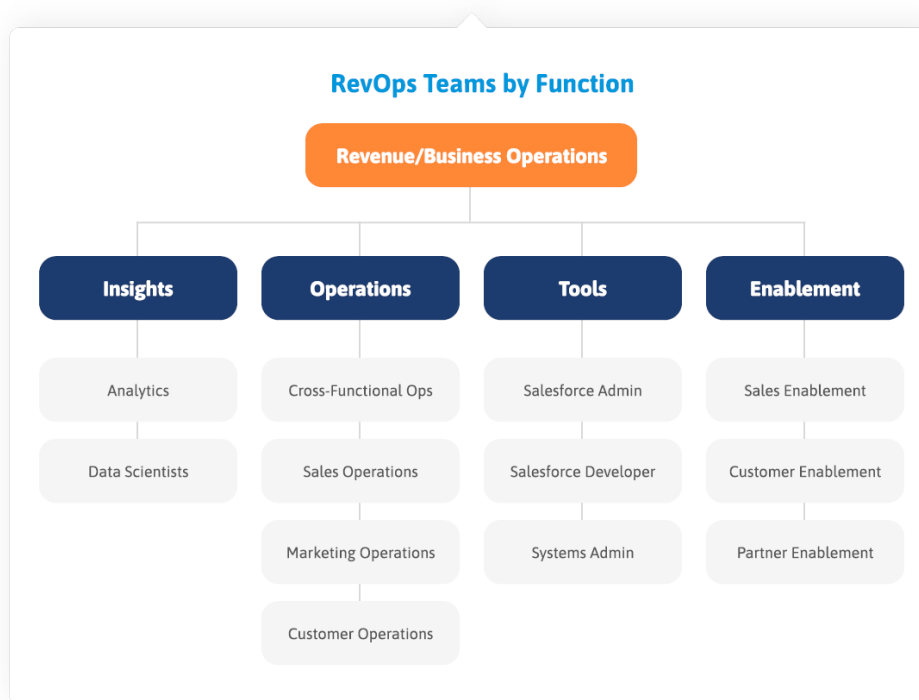 RevOps Teams by Function
Revenue/Business Operations
Insights
Operations
Tools
Enablement
Analytics
Cross-Functional Ops
Salesforce Admin
Sales Enablement
Data Scientists
Sales Operations
Salesforce Developer
Customer Enablement
Marketing Operations
Systems Admin
Partner Enablement
Customer Operations